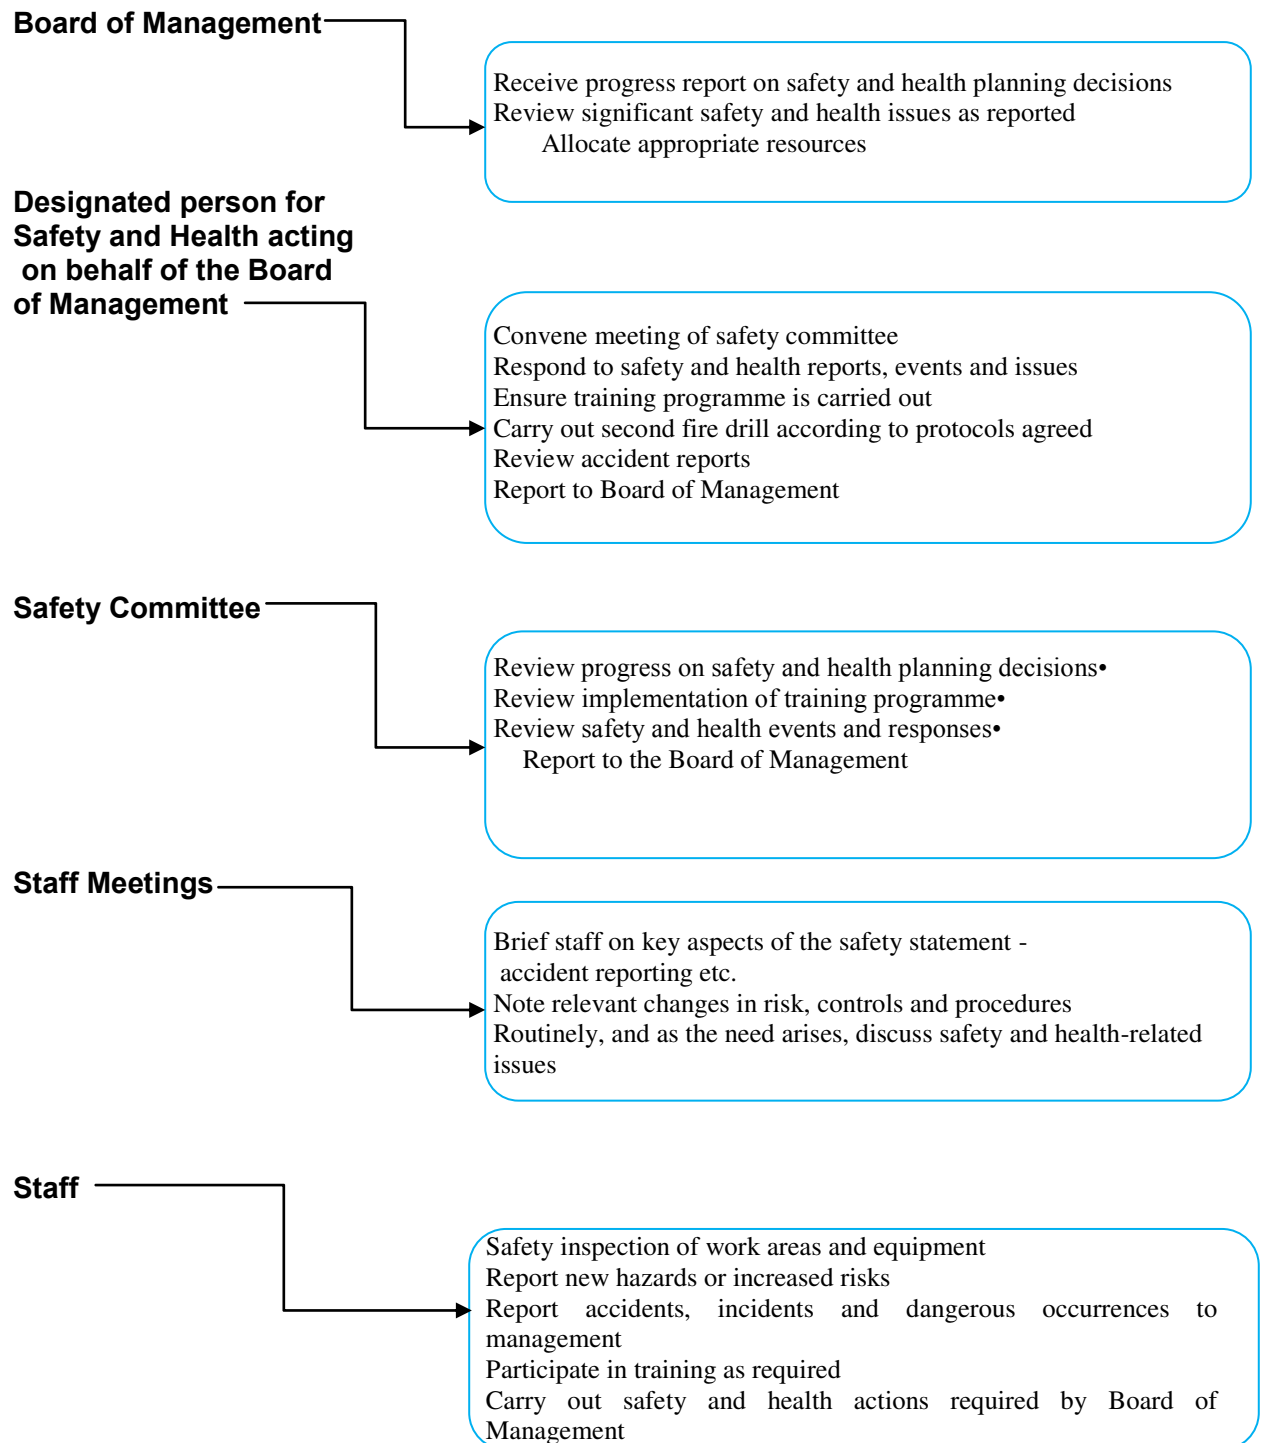 Board of Management
Receive progress report on safety and health planning decisions
Review significant safety and health issues as reported
Allocate appropriate resources
Designated person for
Safety and Health acting
on behalf of the Board
of Management
Convene meeting of safety committee
Respond to safety and health reports, events and issues
Ensure training programme is carried out
Carry out second fire drill according to protocols agreed
Review accident reports
Report to Board of Management
Safety Committee
Review progress on safety and health planning decisions•
Review implementation of training programme•
Review safety and health events and responses•
Report to the Board of Management
Staff Meetings
Brief staff on key aspects of the safety statement -
accident reporting etc.
Note relevant changes in risk, controls and procedures
Routinely, and as the need arises, discuss safety and health-related
issues
Staff
Safety inspection of work areas and equipment
Report new hazards or increased risks
Report accidents, incidents and dangerous occurrences to
management
Participate in training as required
Carry out safety and health actions required by Board of
Management